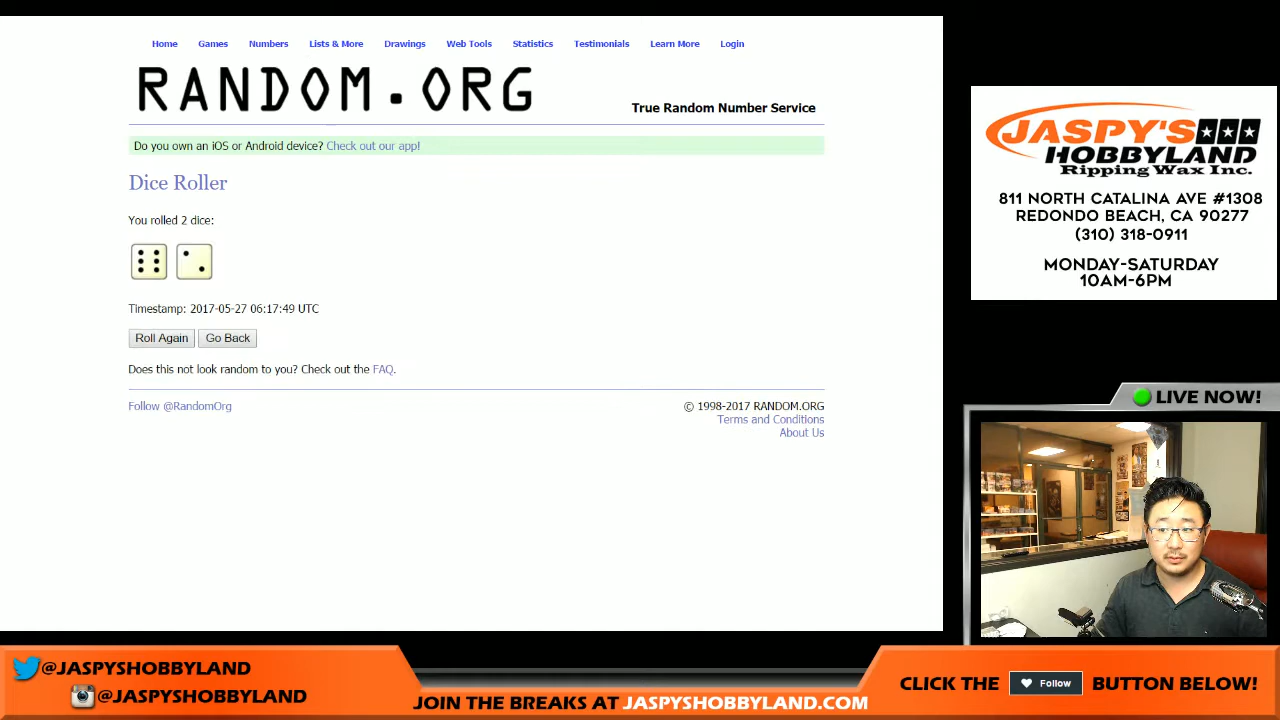 Home Games Numbers Lists & More Drawings Web Tools Statistics Testimonials Learn More Login
RANDOM.ORG
True Random Number Service
Do you own an iOS or Android device? Check out our app!
Dice Roller
You rolled 2 dice:
Timestamp: 2017-05-27 06:17:49 UTC
Roll Again Go Back
Does this not look random to you? Check out the FAQ.
Follow @RandomOrg
© 1998-2017 RANDOM.ORG
Terms and Conditions
About Us
JASPY'S
HOBBYLAND
Ripping Wax Inc.
811 NORTH CATALINA AVE #1308
REDONDO BEACH, CA 90277
(310) 318-0911
MONDAY-SATURDAY
10AM-6PM
LIVE NOW!
@JASPYSHOBBYLAND
@JASPYSHOBBYLAND
JOIN THE BREAKS AT JASPYSHOBBYLAND.COM
CLICK THE Follow BUTTON BELOW!